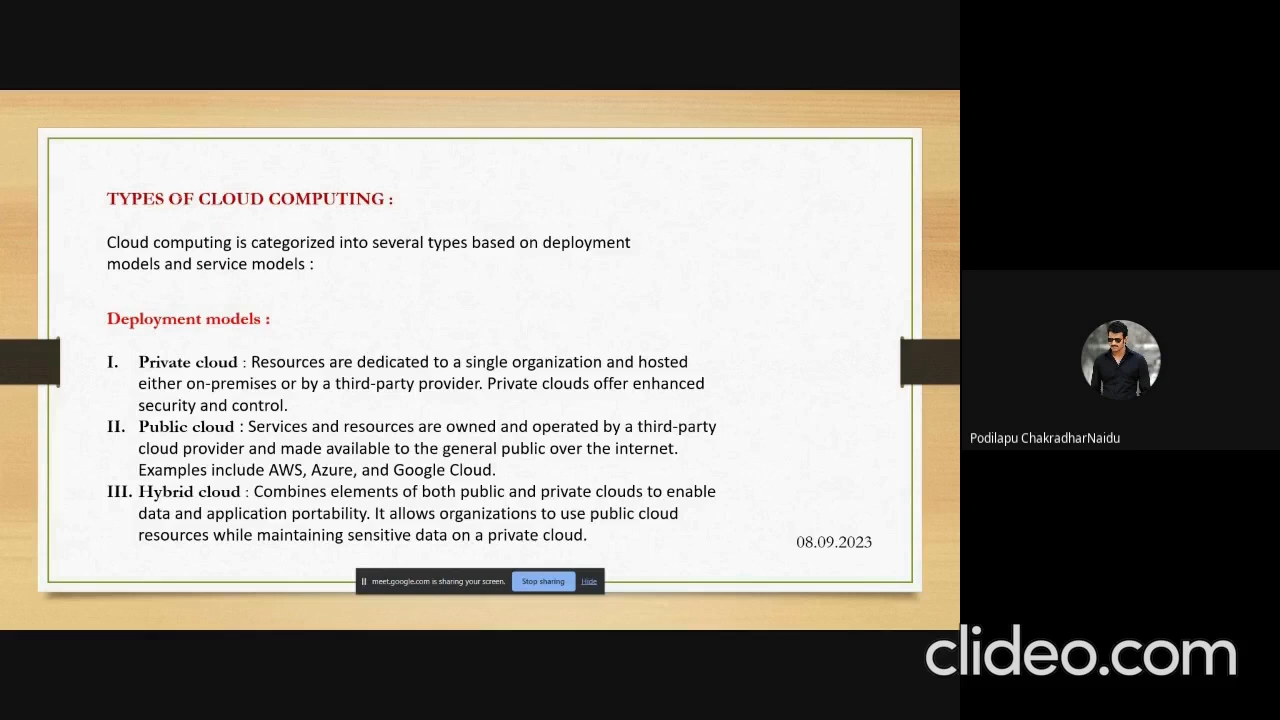 TYPES OF CLOUD COMPUTING :
Cloud computing is categorized into several types based on deployment
models and service models :
Deployment models :
I. Private cloud : Resources are dedicated to a single organization and hosted
either on-premises or by a third-party provider. Private clouds offer enhanced
security and control.
II. Public cloud : Services and resources are owned and operated by a third-party
cloud provider and made available to the general public over the internet.
Examples include AWS, Azure, and Google Cloud.
III. Hybrid cloud : Combines elements of both public and private clouds to enable
data and application portability. It allows organizations to use public cloud
resources while maintaining sensitive data on a private cloud.
08.09.2023
meet.google.com is sharing your screen. Stop sharing Hide
Podilapu ChakradharNaidu
clideo.com